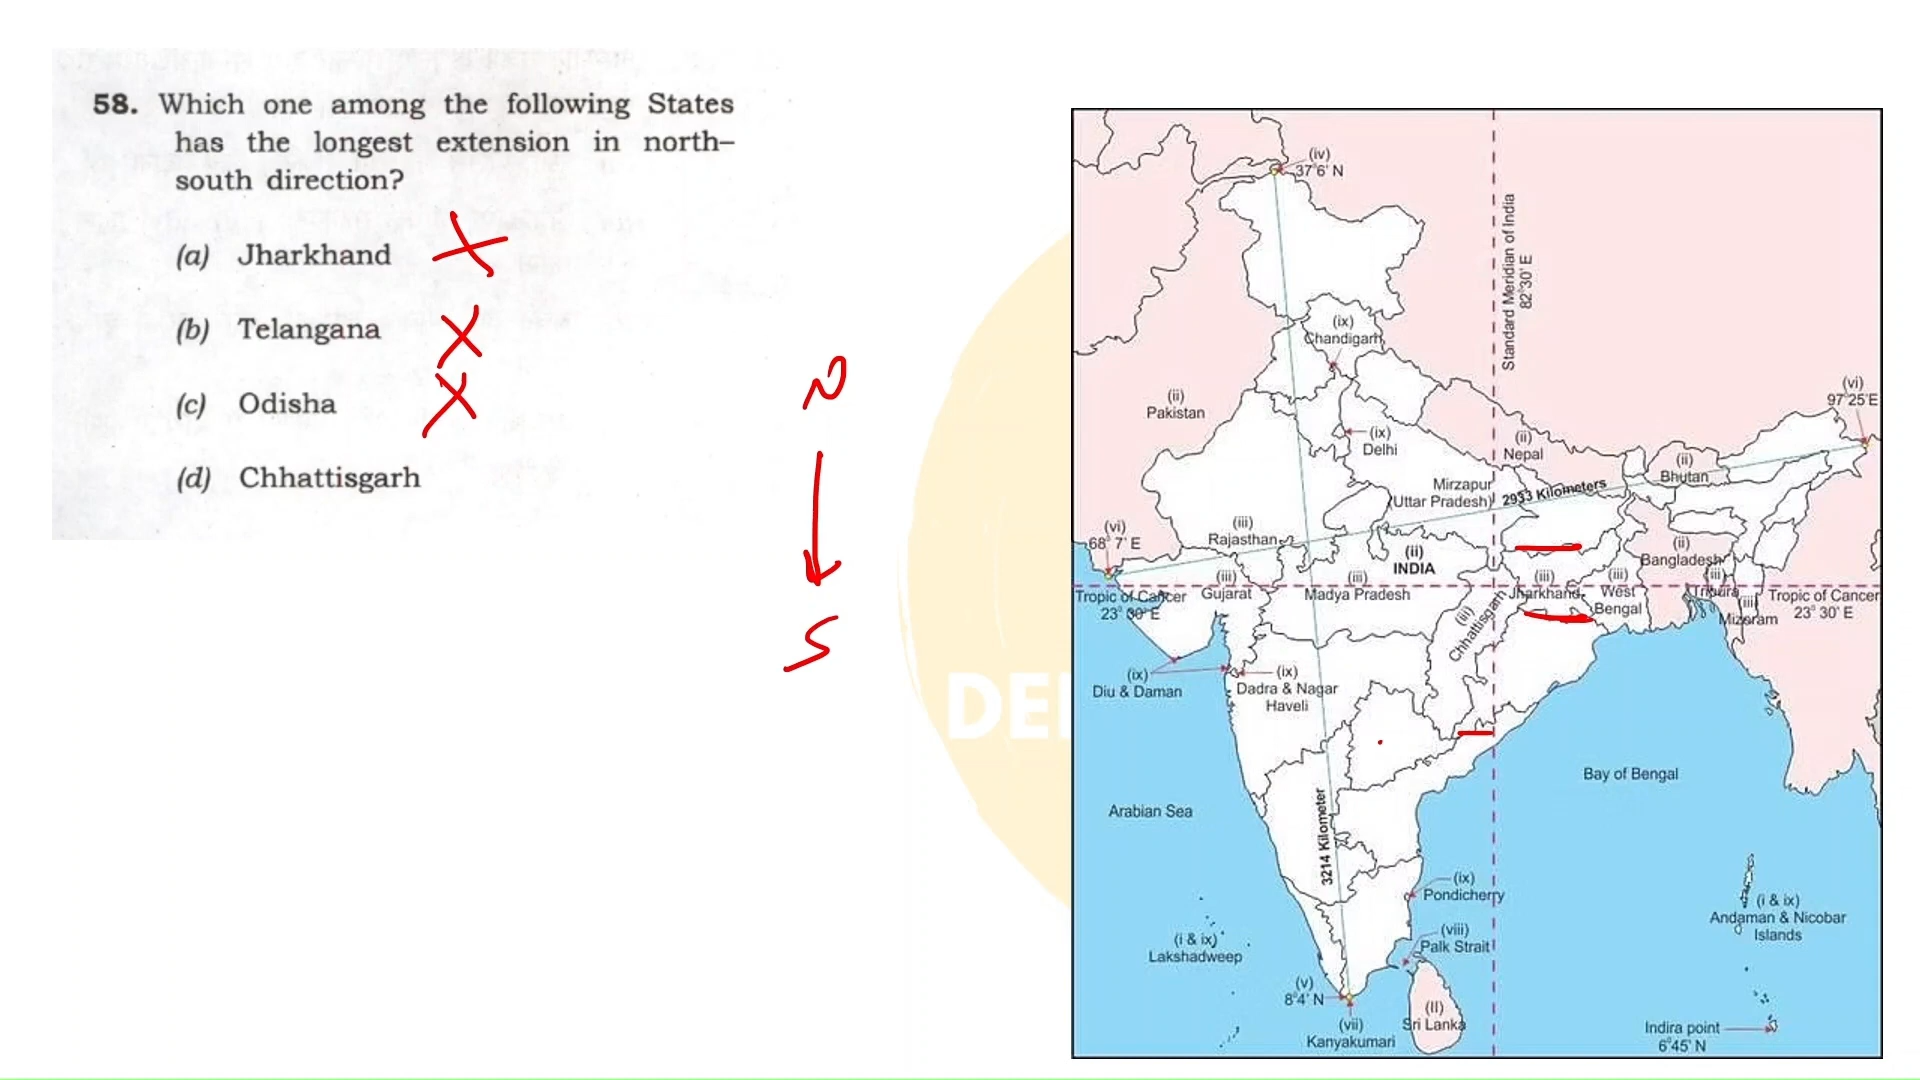 58. Which one among the following States
has the longest extension in north–
south direction?
(a) Jharkhand
(b) Telangana
(c) Odisha
(d) Chhattisgarh
N
S
DE
(iv)
37°6' N
Standard Meridian of India
82°30' E
(ix)
Chandigarh
(ii)
Pakistan
(vi)
97°25'E
(ix)
Delhi
(ii)
Nepal
(ii)
Bhutan
Mirzapur
(Uttar Pradesh)
2933 Kilometers
(vi)
68° 7' E
(iii)
Rajasthan
(ii)
INDIA
(ii)
Bangladesh
(iii)
Gujarat
(iii)
Madya Pradesh
(iii)
Chhattisgarh
(iii)
Jharkhand
(iii)
West
Bengal
(iii)
Tripura
(iii)
Mizoram
Tropic of Cancer
23° 30' E
Tropic of Cancer
23° 30' E
(ix)
Diu & Daman
(ix)
Dadra & Nagar
Haveli
3214 Kilometer
Arabian Sea
Bay of Bengal
(ix)
Pondicherry
(viii)
Palk Strait
(i & ix)
Lakshadweep
(i & ix)
Andaman & Nicobar
Islands
(v)
8°4' N
(vii)
Kanyakumari
(II)
Sri Lanka
Indira point
6°45' N